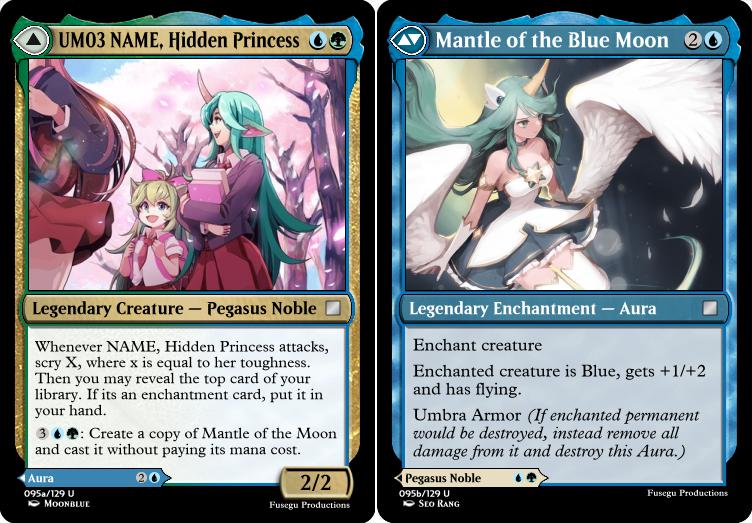 UM03 NAME, Hidden Princess
Legendary Creature — Pegasus Noble
Whenever NAME, Hidden Princess attacks,
scry X, where x is equal to her toughness.
Then you may reveal the top card of your
library. If its an enchantment card, put it in
your hand.
3: Create a copy of Mantle of the Moon
and cast it without paying its mana cost.
Aura 2
2/2
095a/129 U
Moonblue
Fusegu Productions
Mantle of the Blue Moon 2
Legendary Enchantment — Aura
Enchant creature
Enchanted creature is Blue, gets +1/+2
and has flying.
Umbra Armor (If enchanted permanent
would be destroyed, instead remove all
damage from it and destroy this Aura.)
Pegasus Noble
095b/129 U
Seo Rang
Fusegu Productions